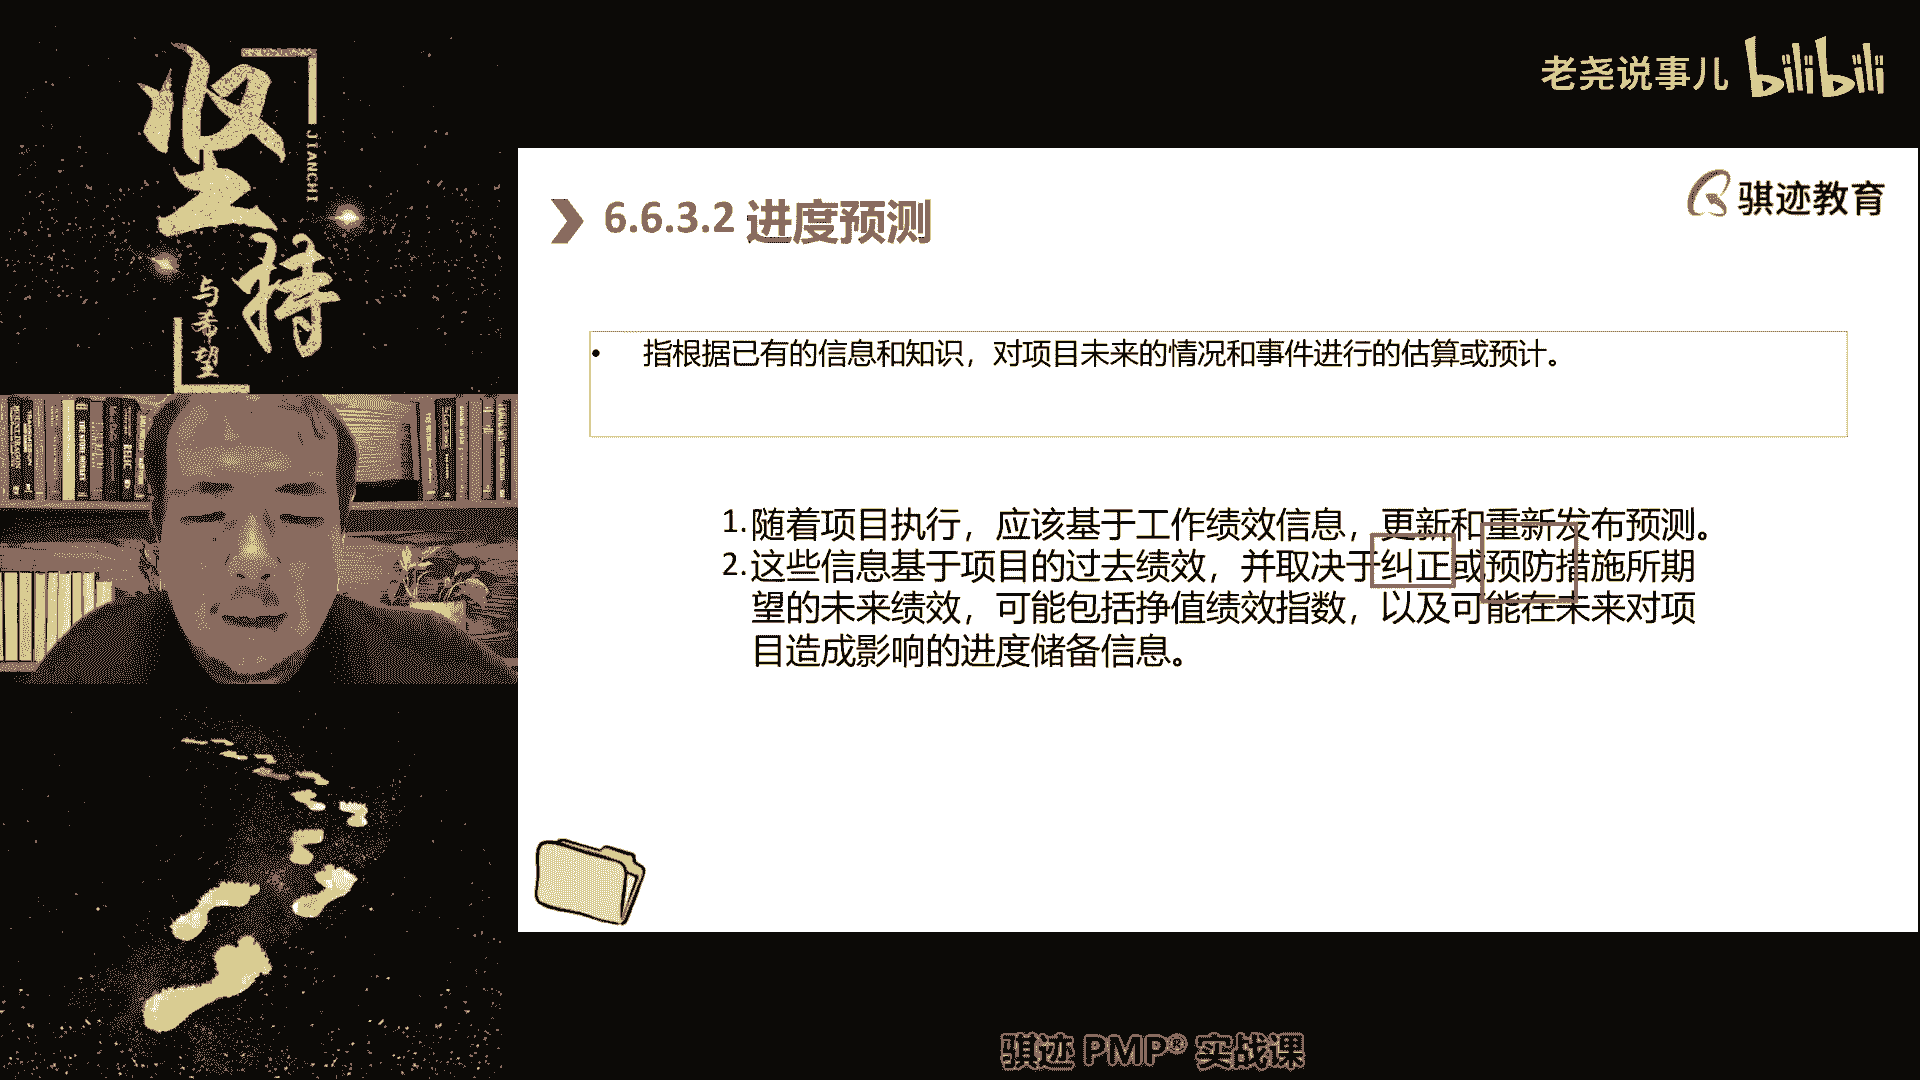 坚持
JIANCHI
与希望
老尧说事儿 bilibili
骐迹教育
6.6.3.2 进度预测
• 指根据已有的信息和知识，对项目未来的情况和事件进行的估算或预计。
1. 随着项目执行，应该基于工作绩效信息，更新和重新发布预测。
2. 这些信息基于项目的过去绩效，并取决于纠正或预防措施所期
望的未来绩效，可能包括挣值绩效指数，以及可能在未来对项
目造成影响的进度储备信息。
骐迹 PMP® 实战课